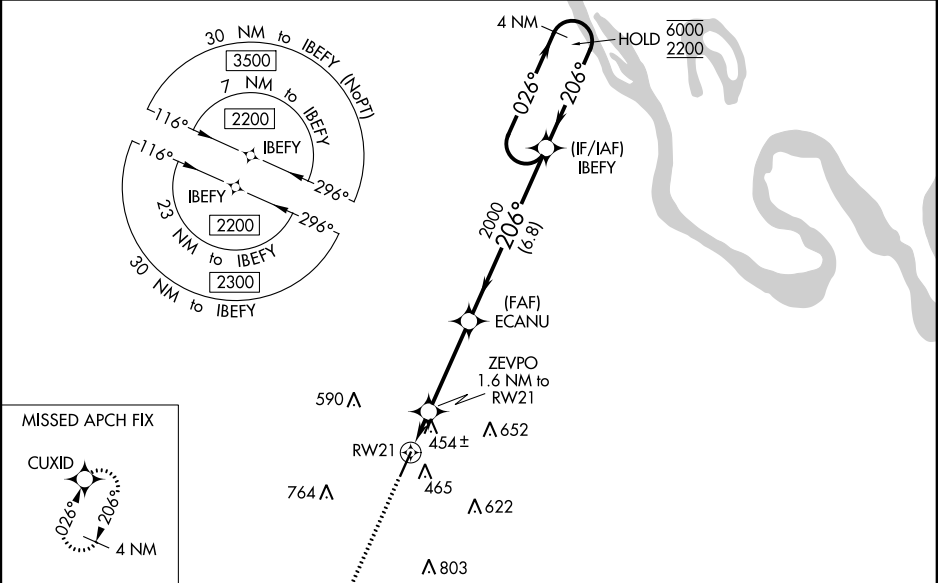 30 NM to IBEFY (NoPT)
3500
7 NM to IBEFY
2200
116°
IBEFY
296°
116°
IBEFY
296°
2200
23 NM to IBEFY
2300
30 NM to IBEFY
4 NM
HOLD
6000
2200
026°
206°
(IF/IAF)
IBEFY
2000
206°
(6.8)
(FAF)
ECANU
ZEVPO
1.6 NM to
RW21
590
454±
652
RW21
465
764
622
803
MISSED APCH FIX
CUXID
026°
206°
4 NM